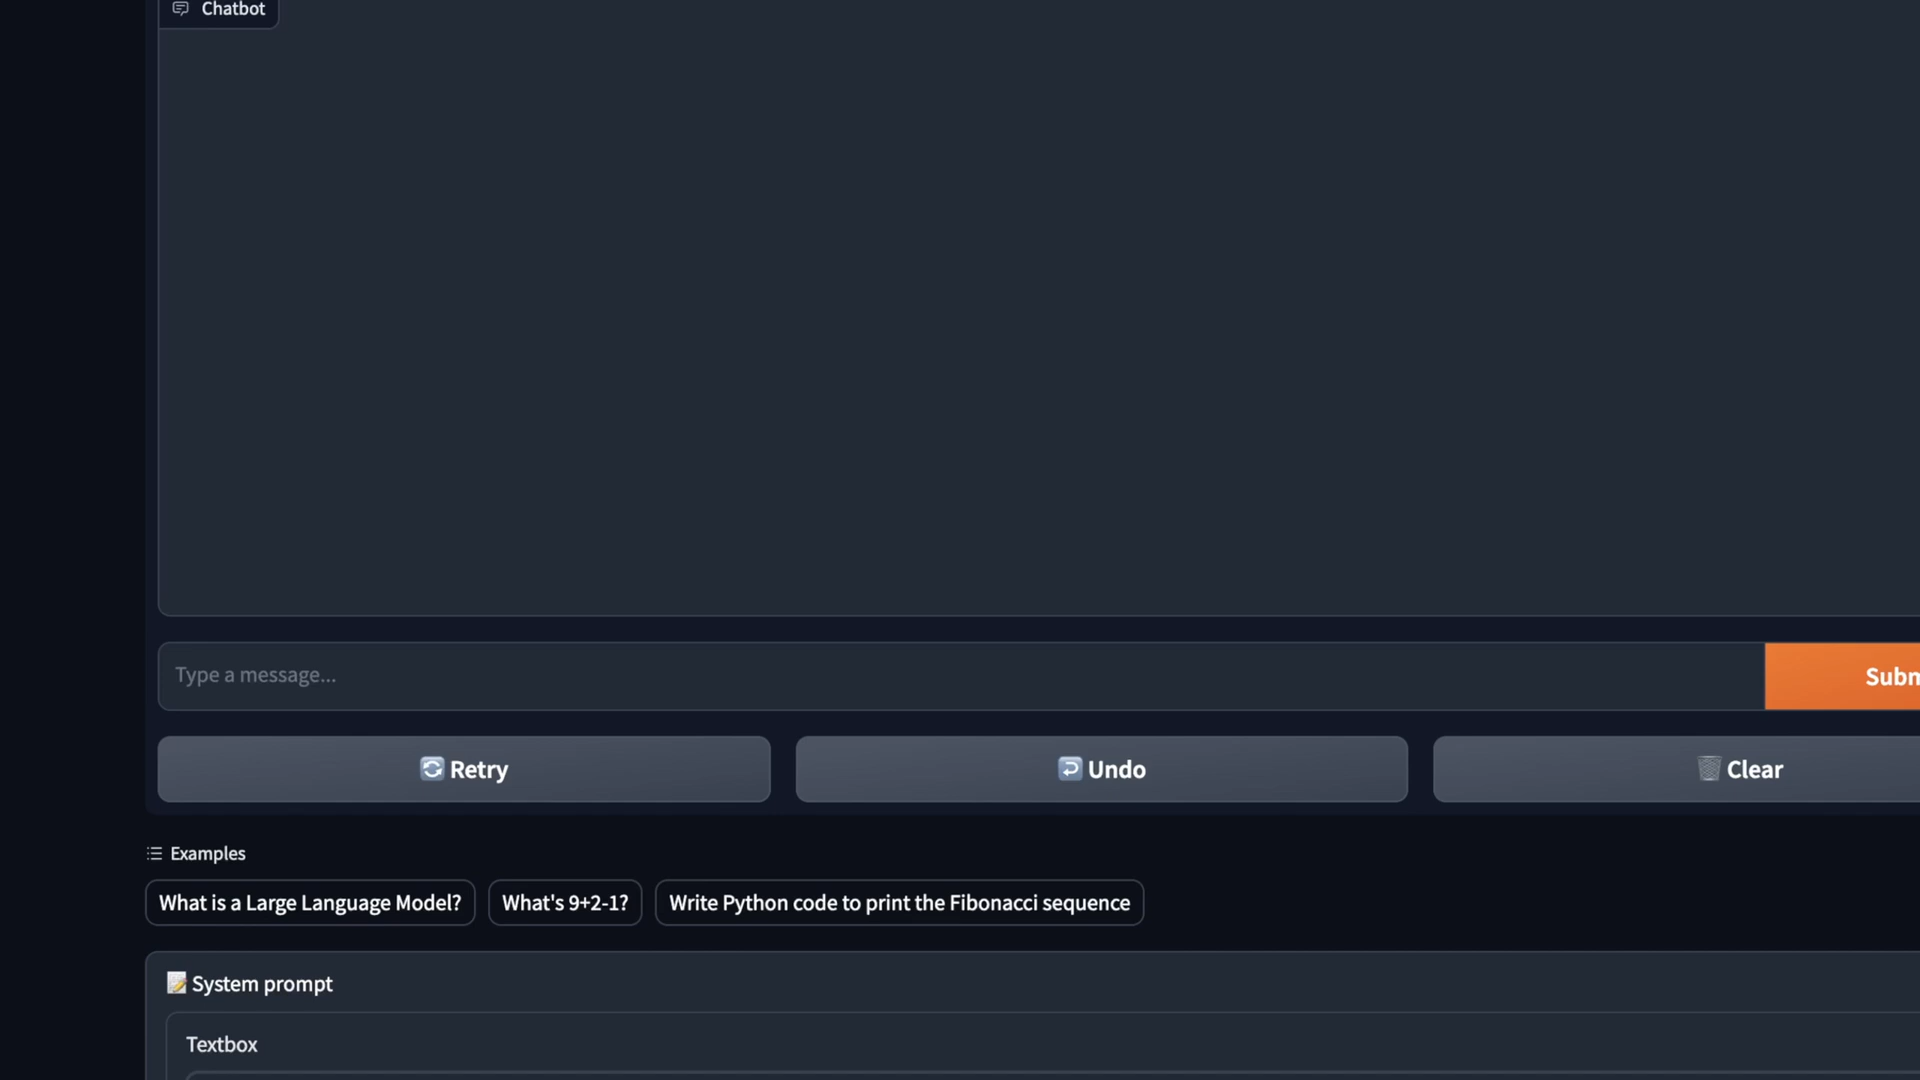 Chatbot
Type a message...
Subm
Retry
Undo
Clear
Examples
What is a Large Language Model?
What's 9+2-1?
Write Python code to print the Fibonacci sequence
System prompt
Textbox